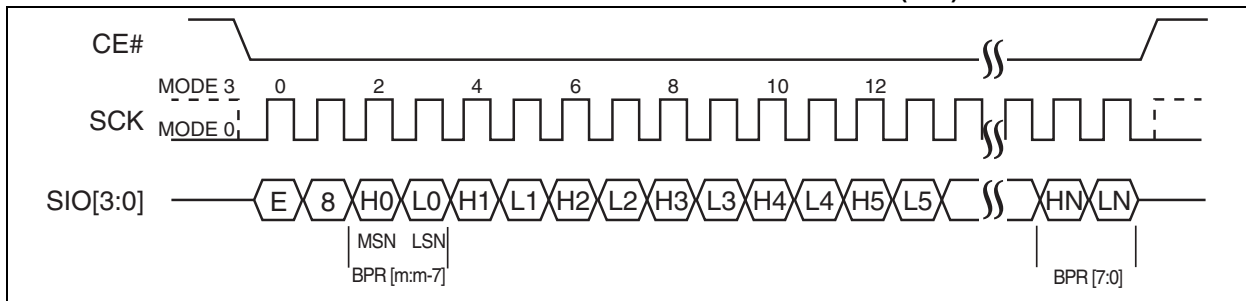 CE#
MODE 3 0 2 4 6 8 10 12
SCK
MODE 0
SIO[3:0] E 8 H0 L0 H1 L1 H2 L2 H3 L3 H4 L4 H5 L5 HN LN
MSN LSN
BPR [m:m-7] BPR [7:0]